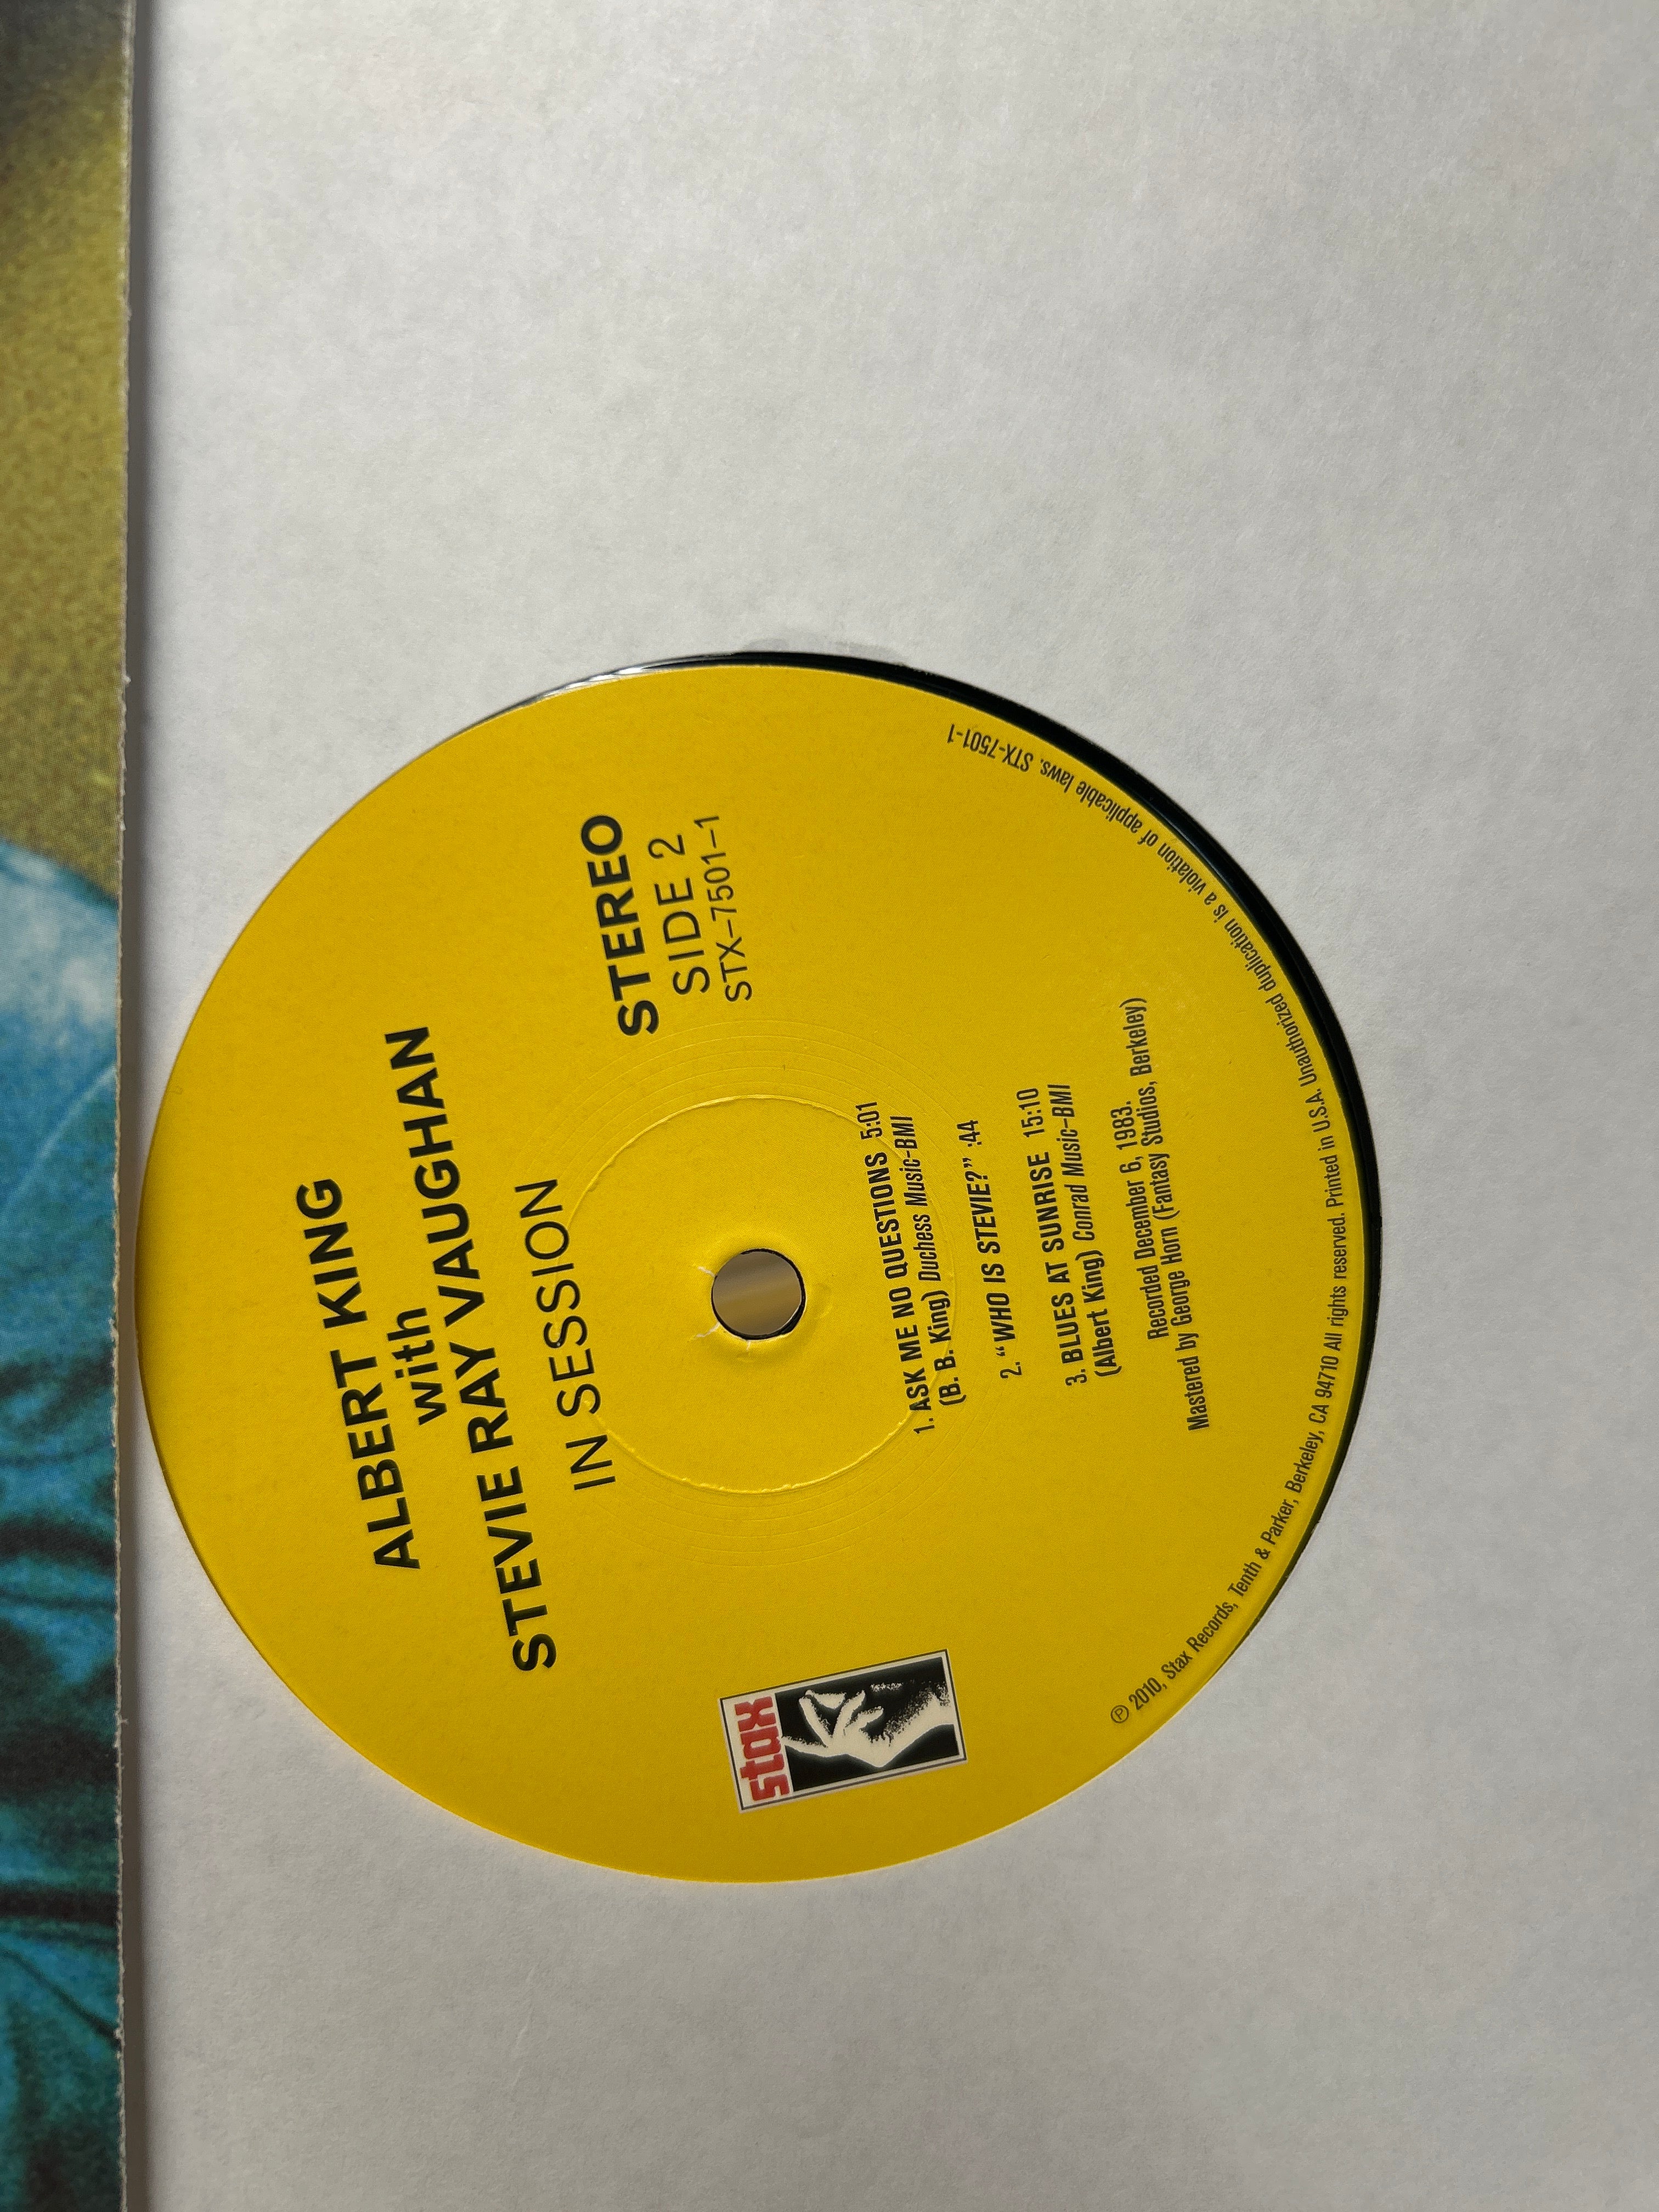 ALBERT KING
with
STEVIE RAY VAUGHAN
IN SESSION
stax
STEREO
SIDE 2
STX–7501–1
1. ASK ME NO QUESTIONS 5:01
(B. B. King) Duchess Music-BMI
2. “WHO IS STEVIE?” :44
3. BLUES AT SUNRISE 15:10
(Albert King) Conrad Music-BMI
Recorded December 6, 1983.
Mastered by George Horn (Fantasy Studios, Berkeley)
℗ 2010, Stax Records, Tenth & Parker, Berkeley, CA 94710 All rights reserved. Printed in U.S.A. Unauthorized duplication is a violation of applicable laws. STX-7501-1